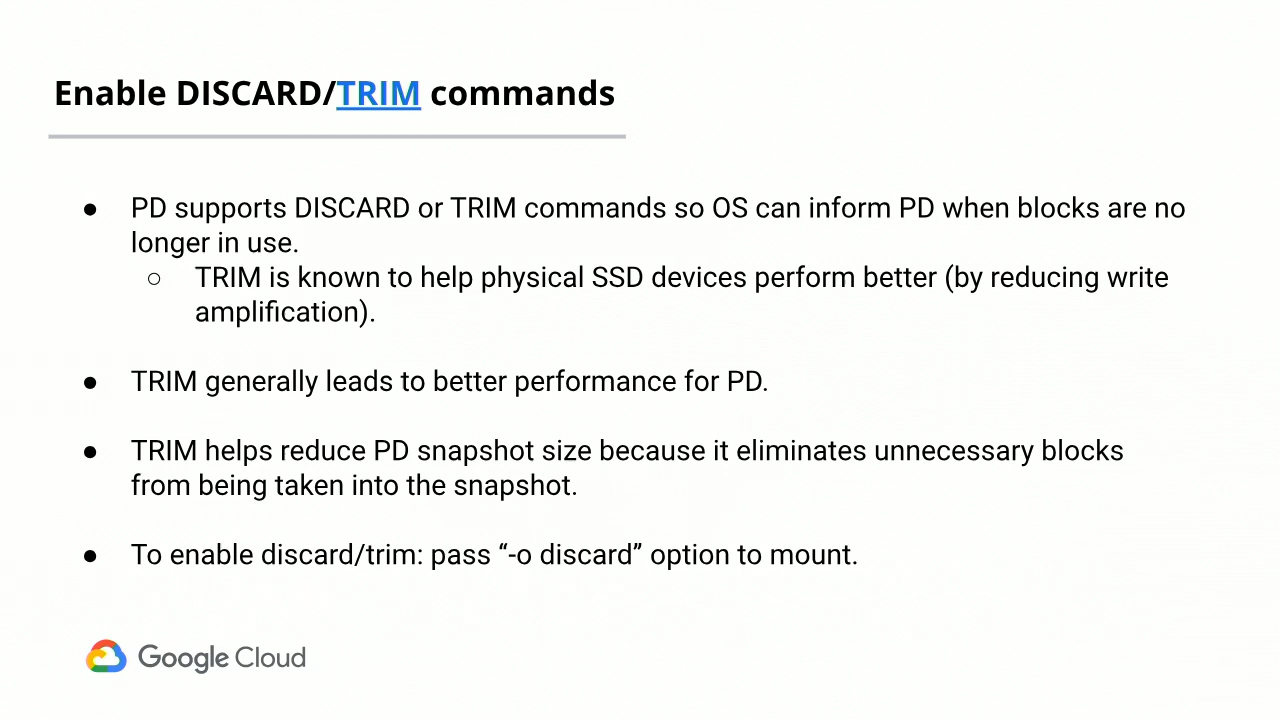 Enable DISCARD/TRIM commands
● PD supports DISCARD or TRIM commands so OS can inform PD when blocks are no
longer in use.
○ TRIM is known to help physical SSD devices perform better (by reducing write
amplification).
● TRIM generally leads to better performance for PD.
● TRIM helps reduce PD snapshot size because it eliminates unnecessary blocks
from being taken into the snapshot.
● To enable discard/trim: pass “-o discard” option to mount.
Google Cloud